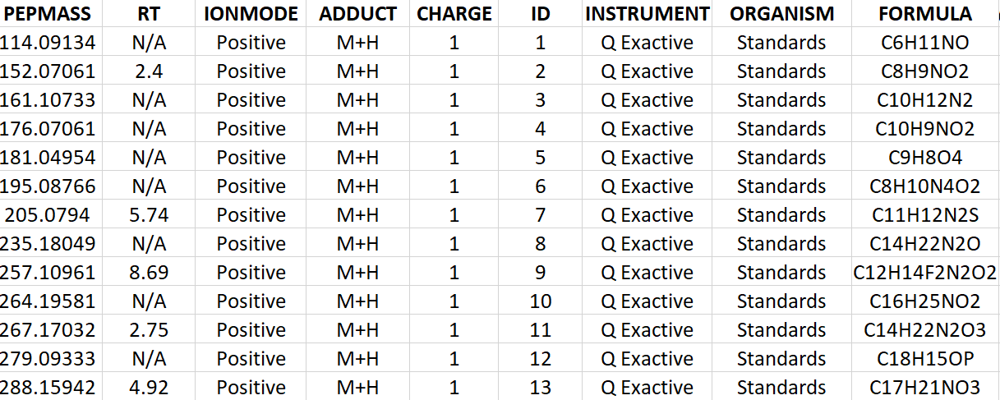 PEPMASS RT IONMODE ADDUCT CHARGE ID INSTRUMENT ORGANISM FORMULA
114.09134 N/A Positive M+H 1 1 Q Exactive Standards C6H11NO
152.07061 2.4 Positive M+H 1 2 Q Exactive Standards C8H9NO2
161.10733 N/A Positive M+H 1 3 Q Exactive Standards C10H12N2
176.07061 N/A Positive M+H 1 4 Q Exactive Standards C10H9NO2
181.04954 N/A Positive M+H 1 5 Q Exactive Standards C9H8O4
195.08766 N/A Positive M+H 1 6 Q Exactive Standards C8H10N4O2
205.0794 5.74 Positive M+H 1 7 Q Exactive Standards C11H12N2S
235.18049 N/A Positive M+H 1 8 Q Exactive Standards C14H22N2O
257.10961 8.69 Positive M+H 1 9 Q Exactive Standards C12H14F2N2O2
264.19581 N/A Positive M+H 1 10 Q Exactive Standards C16H25NO2
267.17032 2.75 Positive M+H 1 11 Q Exactive Standards C14H22N2O3
279.09333 N/A Positive M+H 1 12 Q Exactive Standards C18H15OP
288.15942 4.92 Positive M+H 1 13 Q Exactive Standards C17H21NO3